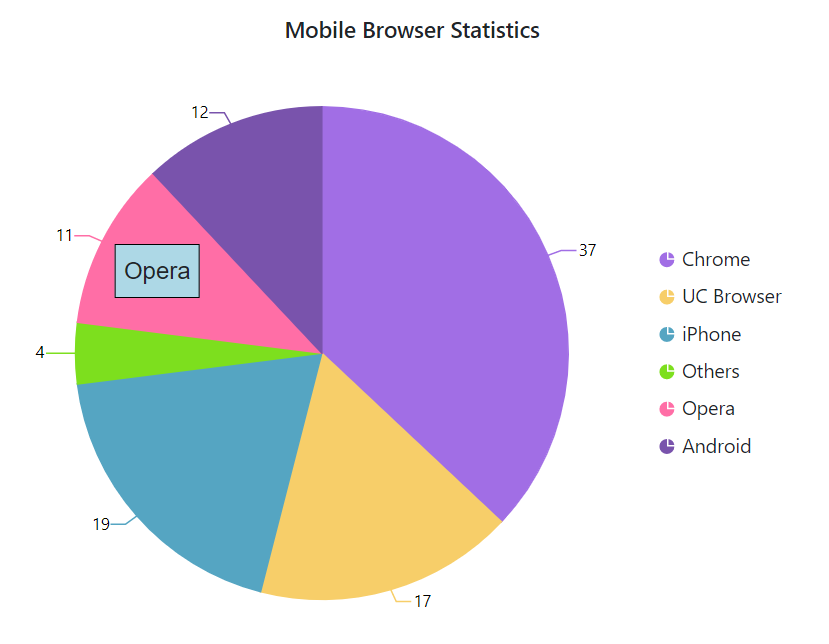 Mobile Browser Statistics
12
11
Opera
37
4
19
17
Chrome
UC Browser
iPhone
Others
Opera
Android